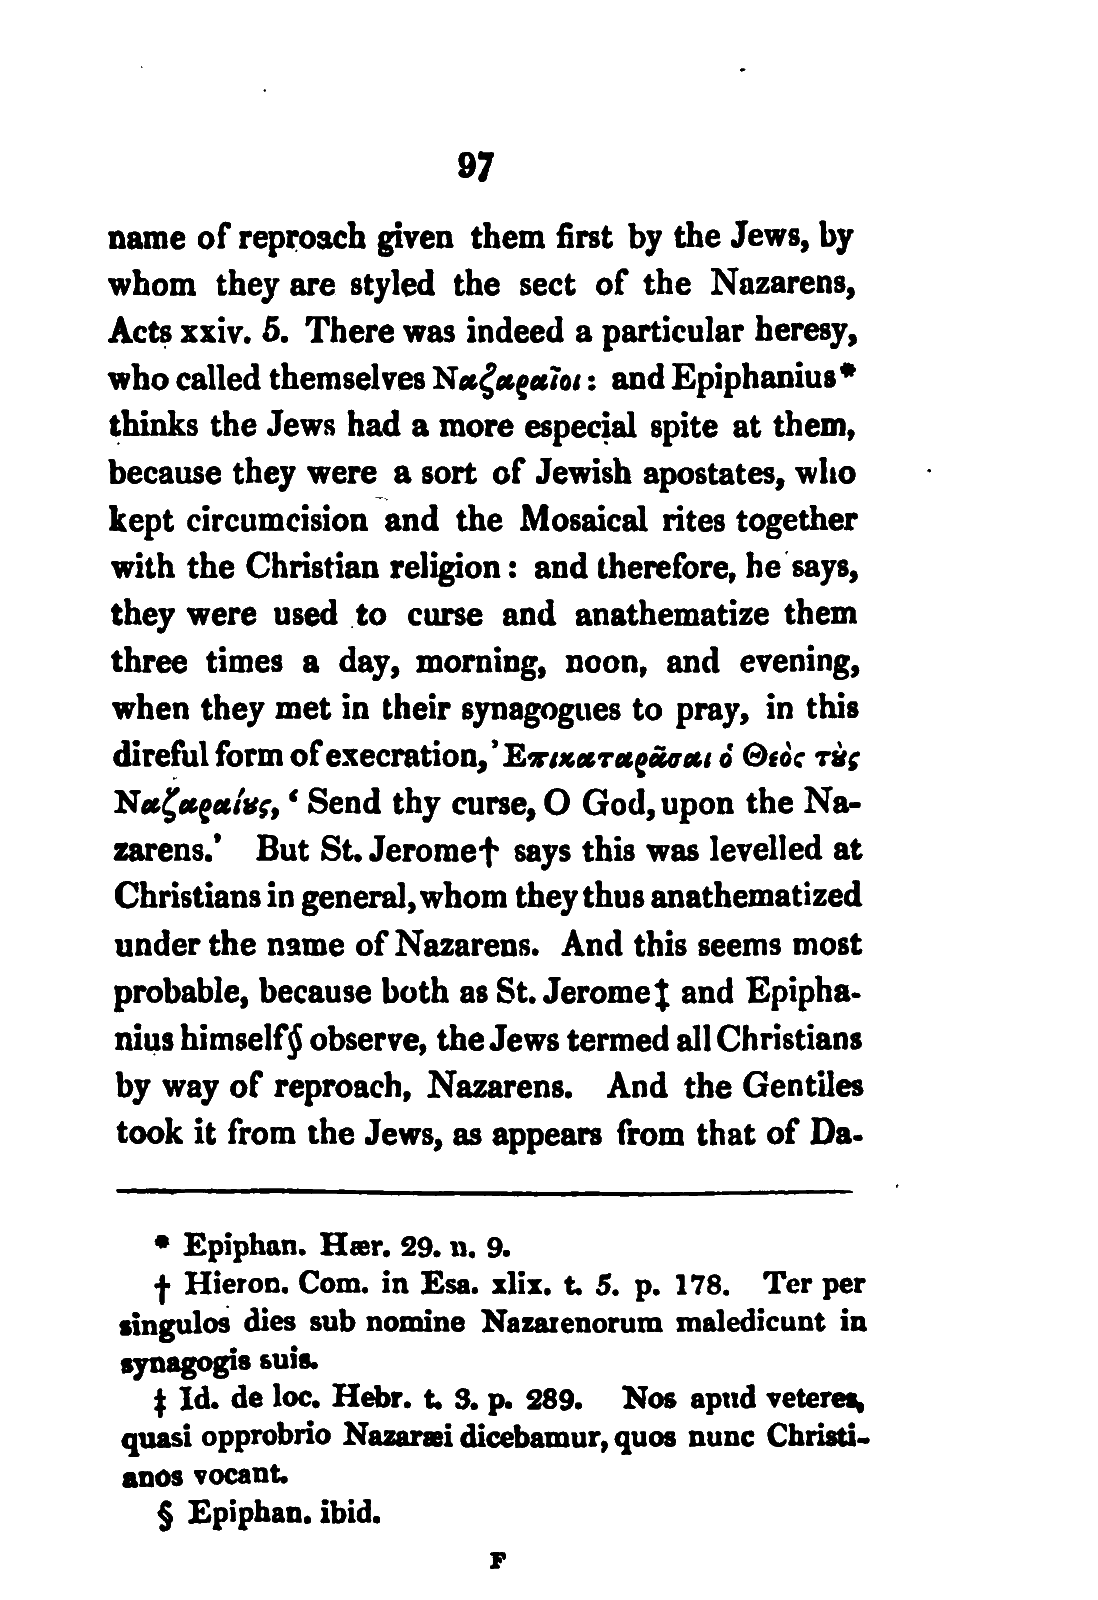 97
name of reproach given them first by the Jews, by
whom they are styled the sect of the Nazarens,
Acts xxiv. 5. There was indeed a particular heresy,
who called themselves Ναζαραῖοι: and Epiphanius*
thinks the Jews had a more especial spite at them,
because they were a sort of Jewish apostates, who
kept circumcision and the Mosaical rites together
with the Christian religion: and therefore, he says,
they were used to curse and anathematize them
three times a day, morning, noon, and evening,
when they met in their synagogues to pray, in this
direful form of execration, Ἐπικαταρᾶσαι ὁ Θεὸς τȣ̀ς
Ναζαραίȣς, ‘Send thy curse, O God, upon the Na-
zarens.’ But St. Jerome† says this was levelled at
Christians in general, whom they thus anathematized
under the name of Nazarens. And this seems most
probable, because both as St. Jerome‡ and Epipha-
nius himself§ observe, the Jews termed all Christians
by way of reproach, Nazarens. And the Gentiles
took it from the Jews, as appears from that of Da-
* Epiphan. Hær. 29. n. 9.
† Hieron. Com. in Esa. xlix. t. 5. p. 178. Ter per
singulos dies sub nomine Nazarenorum maledicunt in
synagogis suis.
‡ Id. de loc. Hebr. t. 3. p. 289. Nos apud veteres,
quasi opprobrio Nazaræi dicebamur, quos nunc Christi-
anos vocant.
§ Epiphan. ibid.
F